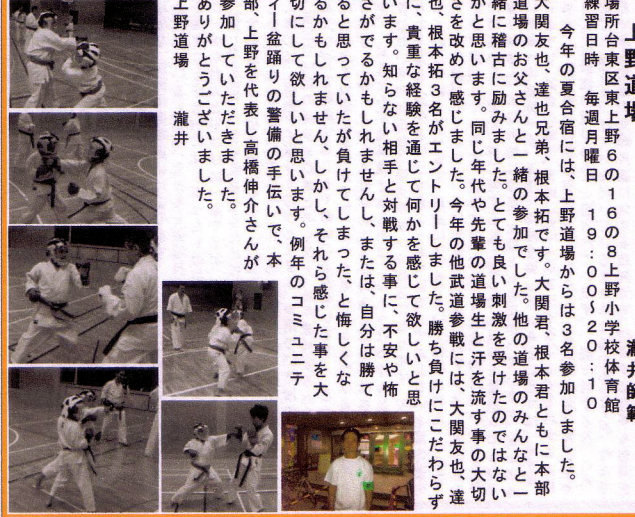 上野道場
瀧井師範
場所台東区東上野6の16の8上野小学校体育館
練習日時 毎週月曜日 19:00～20:10
今年の夏合宿には、上野道場からは3名参加しました。
大関友也、達也兄弟、根本拓です。大関君、根本君ともに本部
道場のお父さんと一緒の参加でした。他の道場のみんなと一
緒に稽古に励みました。とても良い刺激を受けたのではない
かと思います。同じ年代や先輩の道場生と汗を流す事の大切
さを改めて感じました。今年の他武道参戦には、大関友也、達
也、根本拓3名がエントリーしました。勝ち負けにこだわらず
に、貴重な経験を通じて何かを感じて欲しいと思
います。知らない相手と対戦する事に、不安や怖
さがでるかもしれませんし、または、自分は勝て
ると思っていたが負けてしまった、と悔しくな
るかもしれません、しかし、それら感じた事を大
切にして欲しいと思います。例年のコミュニテ
ィー盆踊りの警備の手伝いで、本
部、上野を代表し高橋伸介さんが
参加していただきました。
ありがとうございました。
上野道場 瀧井